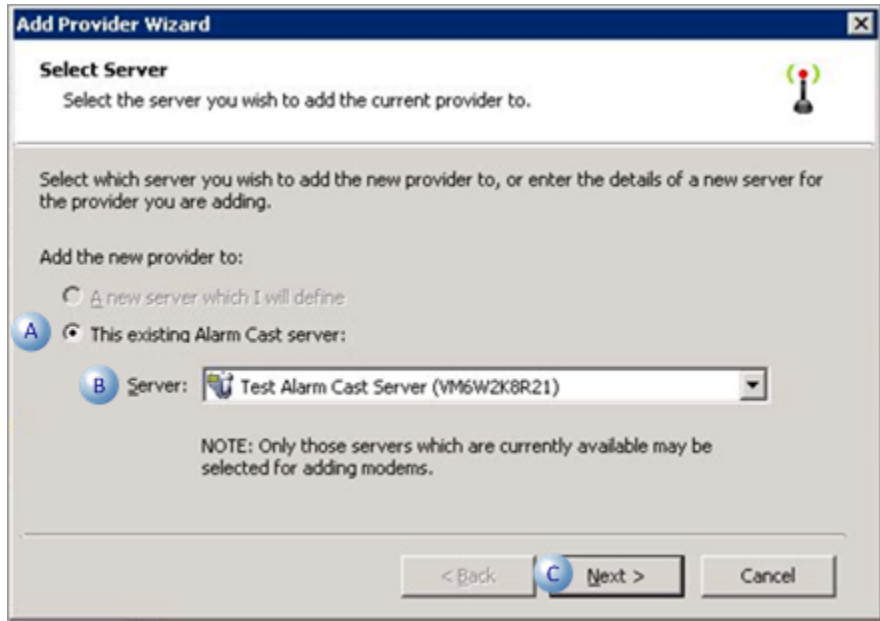 Add Provider Wizard
Select Server
Select the server you wish to add the current provider to.
Select which server you wish to add the new provider to, or enter the details of a new server for
the provider you are adding.
Add the new provider to:
A new server which I will define
A This existing Alarm Cast server:
B Server: Test Alarm Cast Server (VM6W2K8R21)
NOTE: Only those servers which are currently available may be
selected for adding modems.
< Back C Next > Cancel